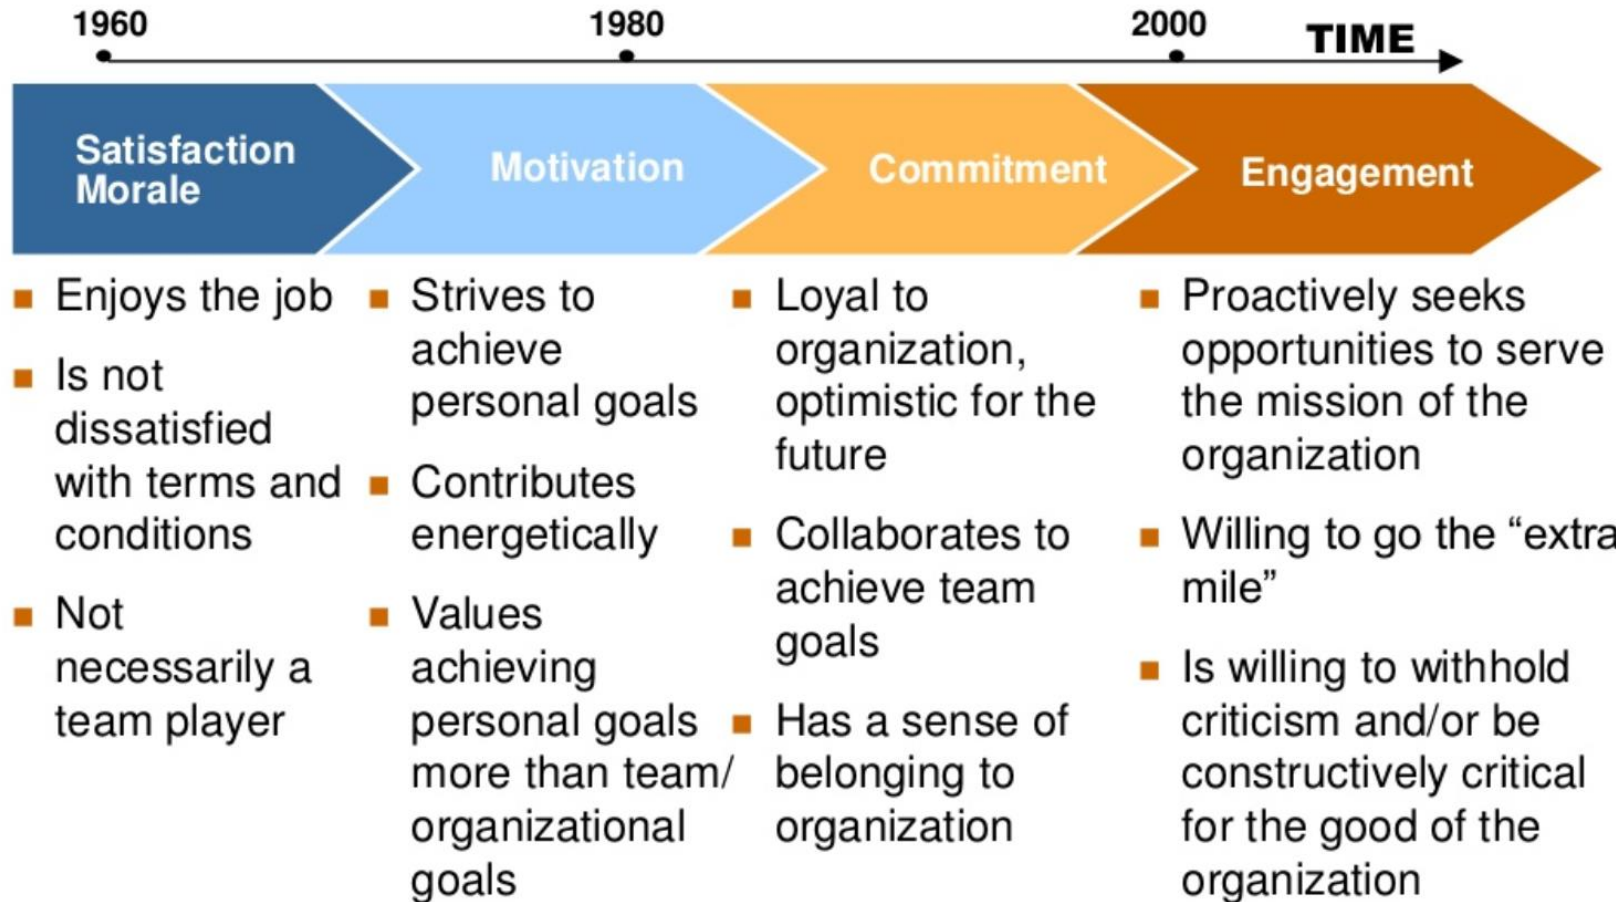 1960
1980
2000
TIME
Satisfaction
Morale
Motivation
Commitment
Engagement
Enjoys the job
Is not
dissatisfied
with terms and
conditions
Not
necessarily a
team player
Strives to
achieve
personal goals
Contributes
energetically
Values
achieving
personal goals
more than team/
organizational
goals
Loyal to
organization,
optimistic for the
future
Collaborates to
achieve team
goals
Has a sense of
belonging to
organization
Proactively seeks
opportunities to serve
the mission of the
organization
Willing to go the “extra
mile”
Is willing to withhold
criticism and/or be
constructively critical
for the good of the
organization